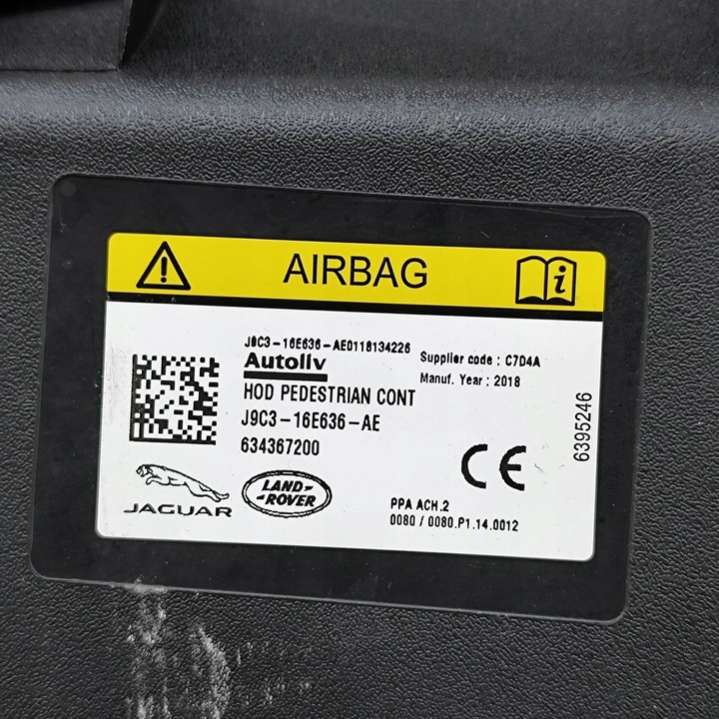 AIRBAG
J9C3-16E636-AE0118134226
Autoliv
Supplier code : C7D4A
HOD PEDESTRIAN CONT
Manuf. Year : 2018
J9C3-16E636-AE
634367200
6395246
CE
JAGUAR
LAND-
ROVER
PPA ACH.2
0080 / 0080.P1.14.0012